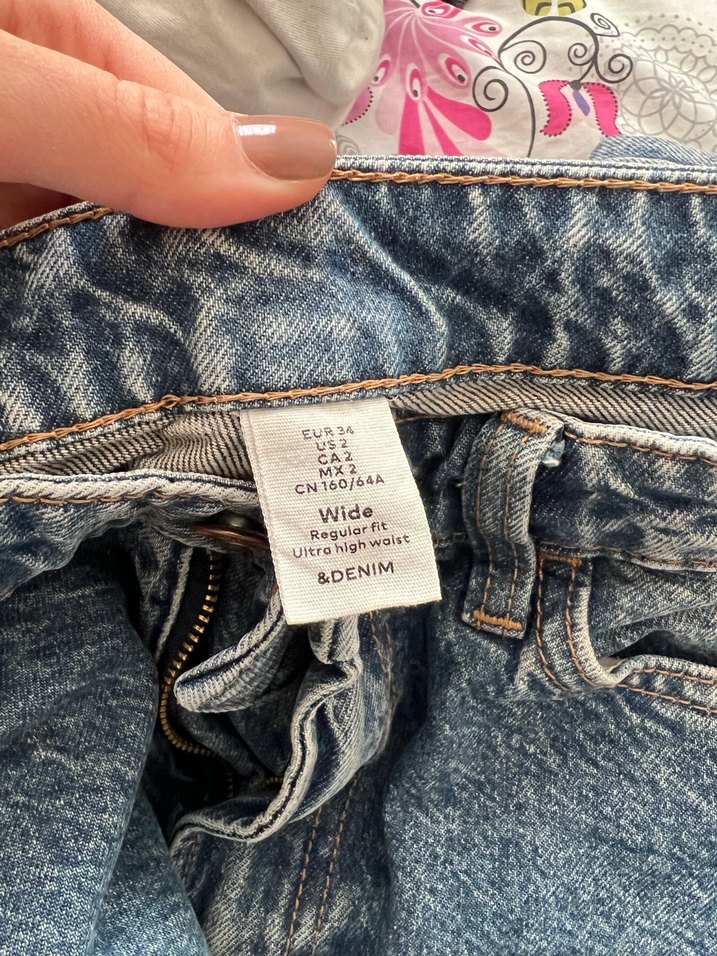 EUR 34
US 2
CA 2
MX 2
CN 160/64A
Wide
Regular fit
Ultra high waist
&DENIM